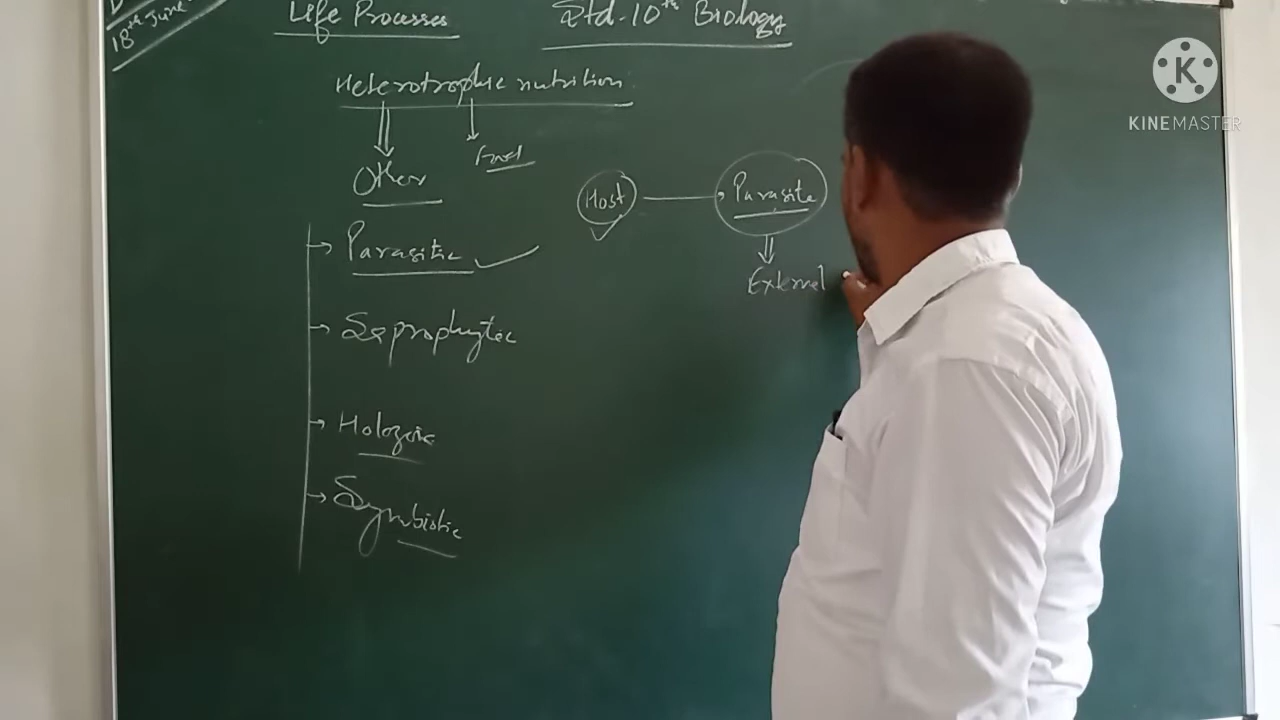 18th June
Life Processes
Std-10th Biology
Heterotrophic nutrition
Other
Food
Host
Parasite
External
Parasitic
Saprophytic
Holozoic
Symbiotic
KINEMASTER